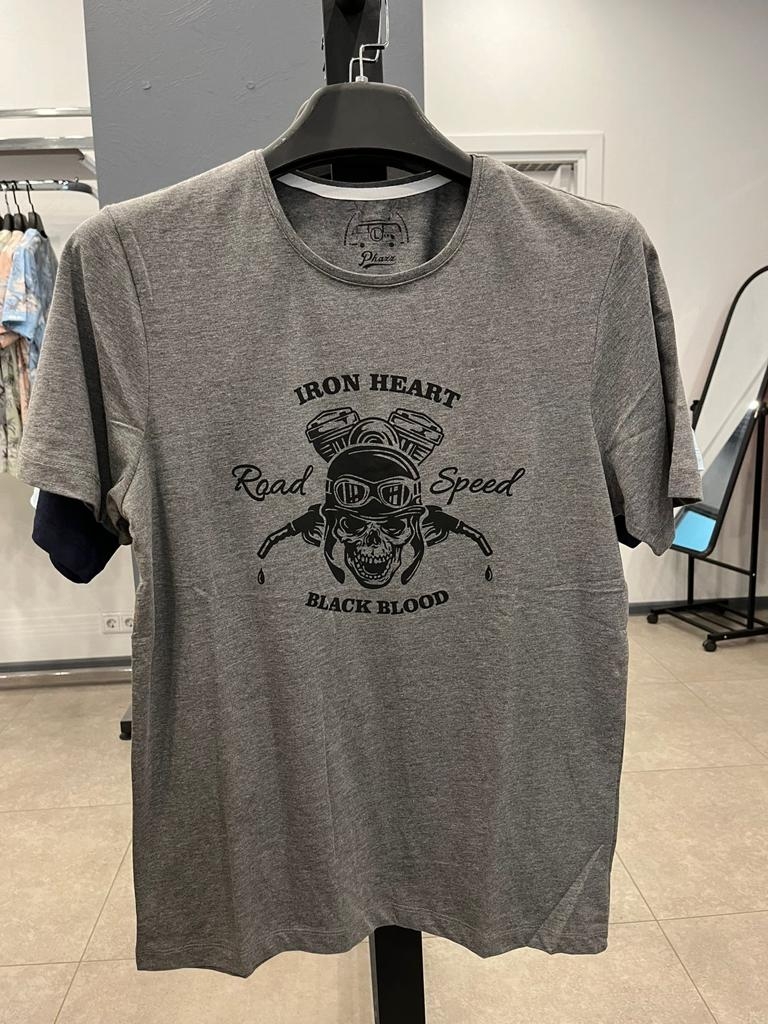 L
Phazz
IRON HEART
Road Speed
BLACK BLOOD